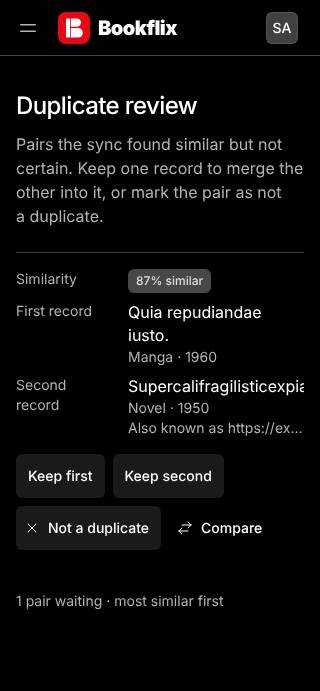 Bookflix
SA
Duplicate review
Pairs the sync found similar but not
certain. Keep one record to merge the
other into it, or mark the pair as not
a duplicate.
Similarity
87% similar
First record
Quia repudiandae
iusto.
Manga · 1960
Second
record
Supercalifragilisticexpia
Novel · 1950
Also known as https://ex...
Keep first
Keep second
Not a duplicate
Compare
1 pair waiting · most similar first